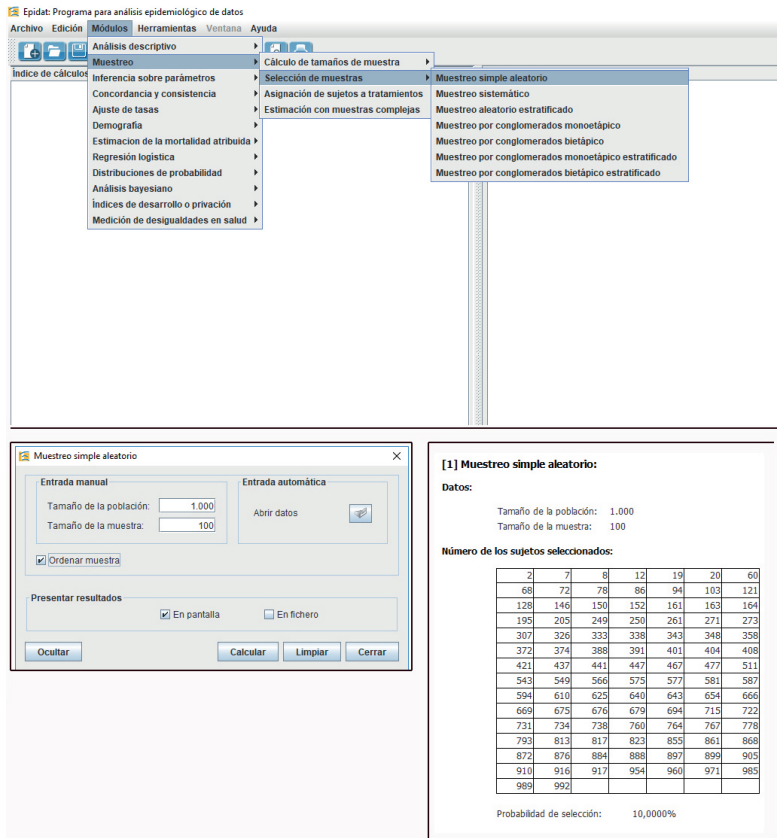 Epidat: Programa para análisis epidemiológico de datos
Archivo Edición Módulos Herramientas Ventana Ayuda
Índice de cálculos
Análisis descriptivo
Muestreo
Inferencia sobre parámetros
Concordancia y consistencia
Ajuste de tasas
Demografía
Estimacion de la mortalidad atribuida
Regresión logística
Distribuciones de probabilidad
Análisis bayesiano
Índices de desarrollo o privación
Medición de desigualdades en salud
Cálculo de tamaños de muestra
Selección de muestras
Asignación de sujetos a tratamientos
Estimación con muestras complejas
Muestreo simple aleatorio
Muestreo sistemático
Muestreo aleatorio estratificado
Muestreo por conglomerados monoetápico
Muestreo por conglomerados bietápico
Muestreo por conglomerados monoetápico estratificado
Muestreo por conglomerados bietápico estratificado
Muestreo simple aleatorio
Entrada manual
Tamaño de la población: 1.000
Tamaño de la muestra: 100
Entrada automática
Abrir datos
Ordenar muestra
Presentar resultados
En pantalla En fichero
Ocultar Calcular Limpiar Cerrar
[1] Muestreo simple aleatorio:
Datos:
Tamaño de la población: 1.000
Tamaño de la muestra: 100
Número de los sujetos seleccionados:
2 7 8 12 19 20 60
68 72 78 86 94 103 121
128 146 150 152 161 163 164
195 205 249 250 261 271 273
307 326 333 338 343 348 358
372 374 388 391 401 404 408
421 437 441 447 467 477 511
543 549 566 575 577 581 587
594 610 625 640 643 654 666
669 675 676 679 694 715 722
731 734 738 760 764 767 778
793 813 817 823 855 861 868
872 876 884 888 897 899 905
910 916 917 954 960 971 985
989 992
Probabilidad de selección: 10,0000%